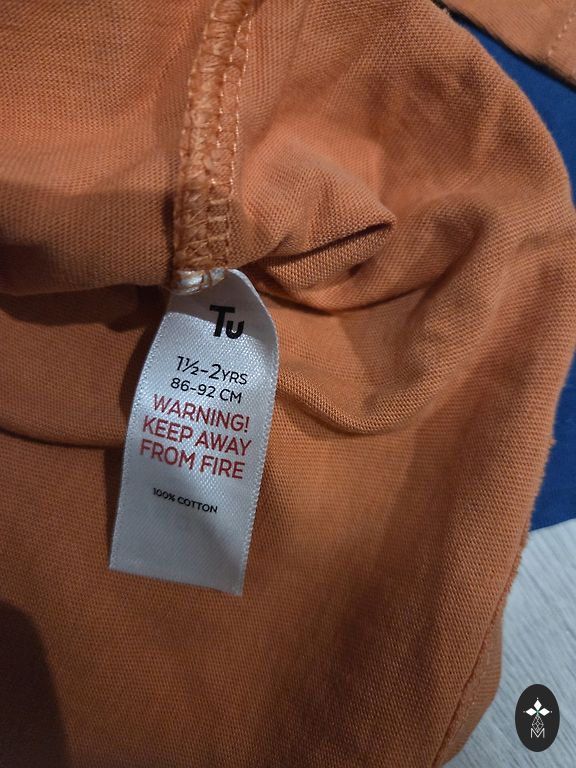 Tu
1½-2YRS
86-92 CM
WARNING!
KEEP AWAY
FROM FIRE
100% COTTON
M